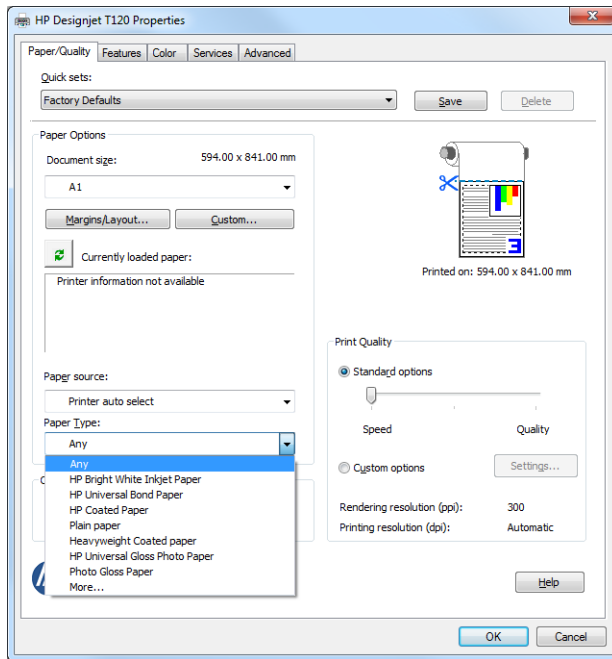 HP Designjet T120 Properties
Paper/Quality Features Color Services Advanced
Quick sets:
Factory Defaults
Save
Delete
Paper Options
Document size:
594.00 x 841.00 mm
A1
Margins/Layout...
Custom...
Currently loaded paper:
Printer information not available
Paper source:
Printer auto select
Paper Type:
Any
Any
HP Bright White Inkjet Paper
HP Universal Bond Paper
HP Coated Paper
Plain paper
Heavyweight Coated paper
HP Universal Gloss Photo Paper
Photo Gloss Paper
More...
Printed on: 594.00 x 841.00 mm
Print Quality
Standard options
Speed
Quality
Custom options
Settings...
Rendering resolution (ppi): 300
Printing resolution (dpi): Automatic
Help
OK
Cancel